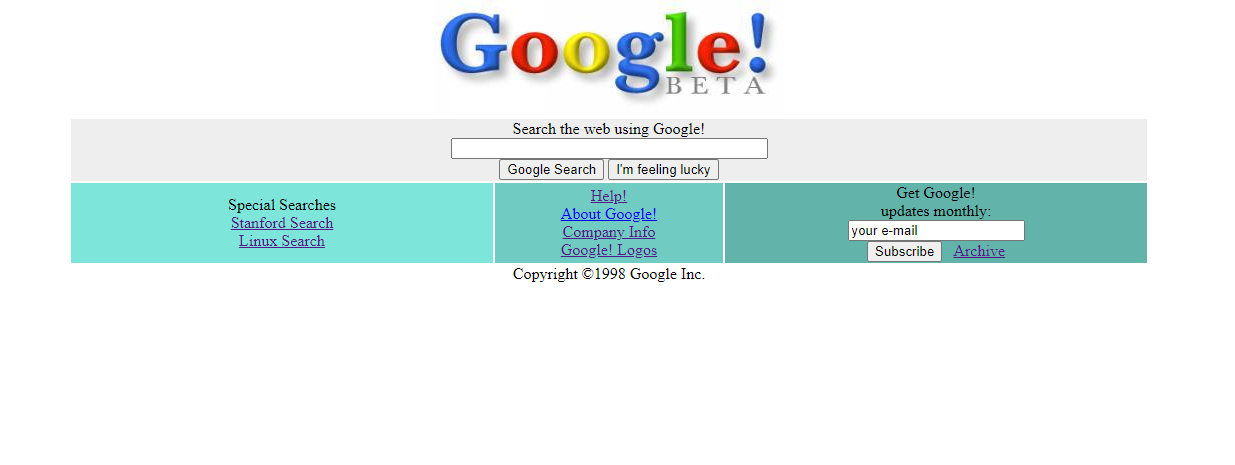 Google!
BETA
Search the web using Google!
Google Search I'm feeling lucky
Special Searches
Stanford Search
Linux Search
Help!
About Google!
Company Info
Google! Logos
Get Google!
updates monthly:
your e-mail
Subscribe Archive
Copyright ©1998 Google Inc.